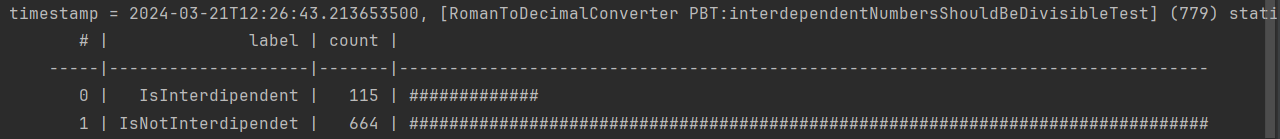 timestamp = 2024-03-21T12:26:43.213653500, [RomanToDecimalConverter PBT:interdependentNumbersShouldBeDivisibleTest] (779) stati
# | label | count |
-----|--------------------|-------|---------------------------------------------------------------------------------
0 | IsInterdipendent | 115 | #############
1 | IsNotInterdipendet | 664 | ################################################################################